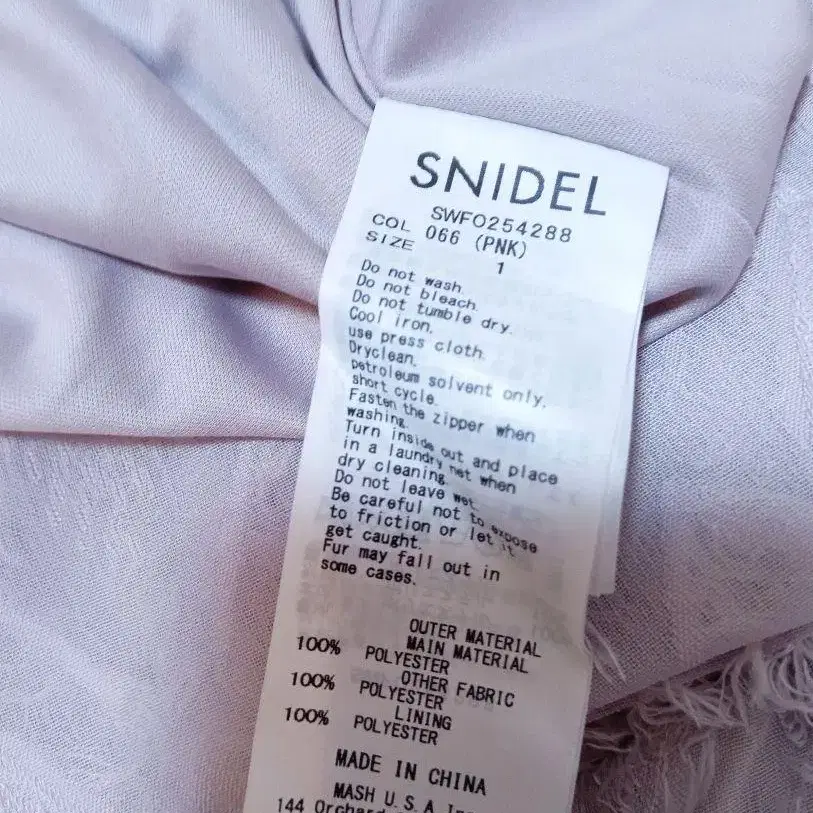 SNIDEL
SWFO254288
COL 066 (PNK)
SIZE 1
Do not wash.
Do not bleach.
Do not tumble dry.
Cool iron,
use press cloth.
Dryclean,
petroleum solvent only,
short cycle.
Fasten the zipper when
washing.
Turn inside out and place
in a laundry net when
dry cleaning.
Do not leave wet.
Be careful not to expose
to friction or let it
get caught.
Fur may fall out in
some cases.
OUTER MATERIAL
MAIN MATERIAL
100% POLYESTER
OTHER FABRIC
100% POLYESTER
LINING
100% POLYESTER
MADE IN CHINA
MASH U.S.A
144 Orchard